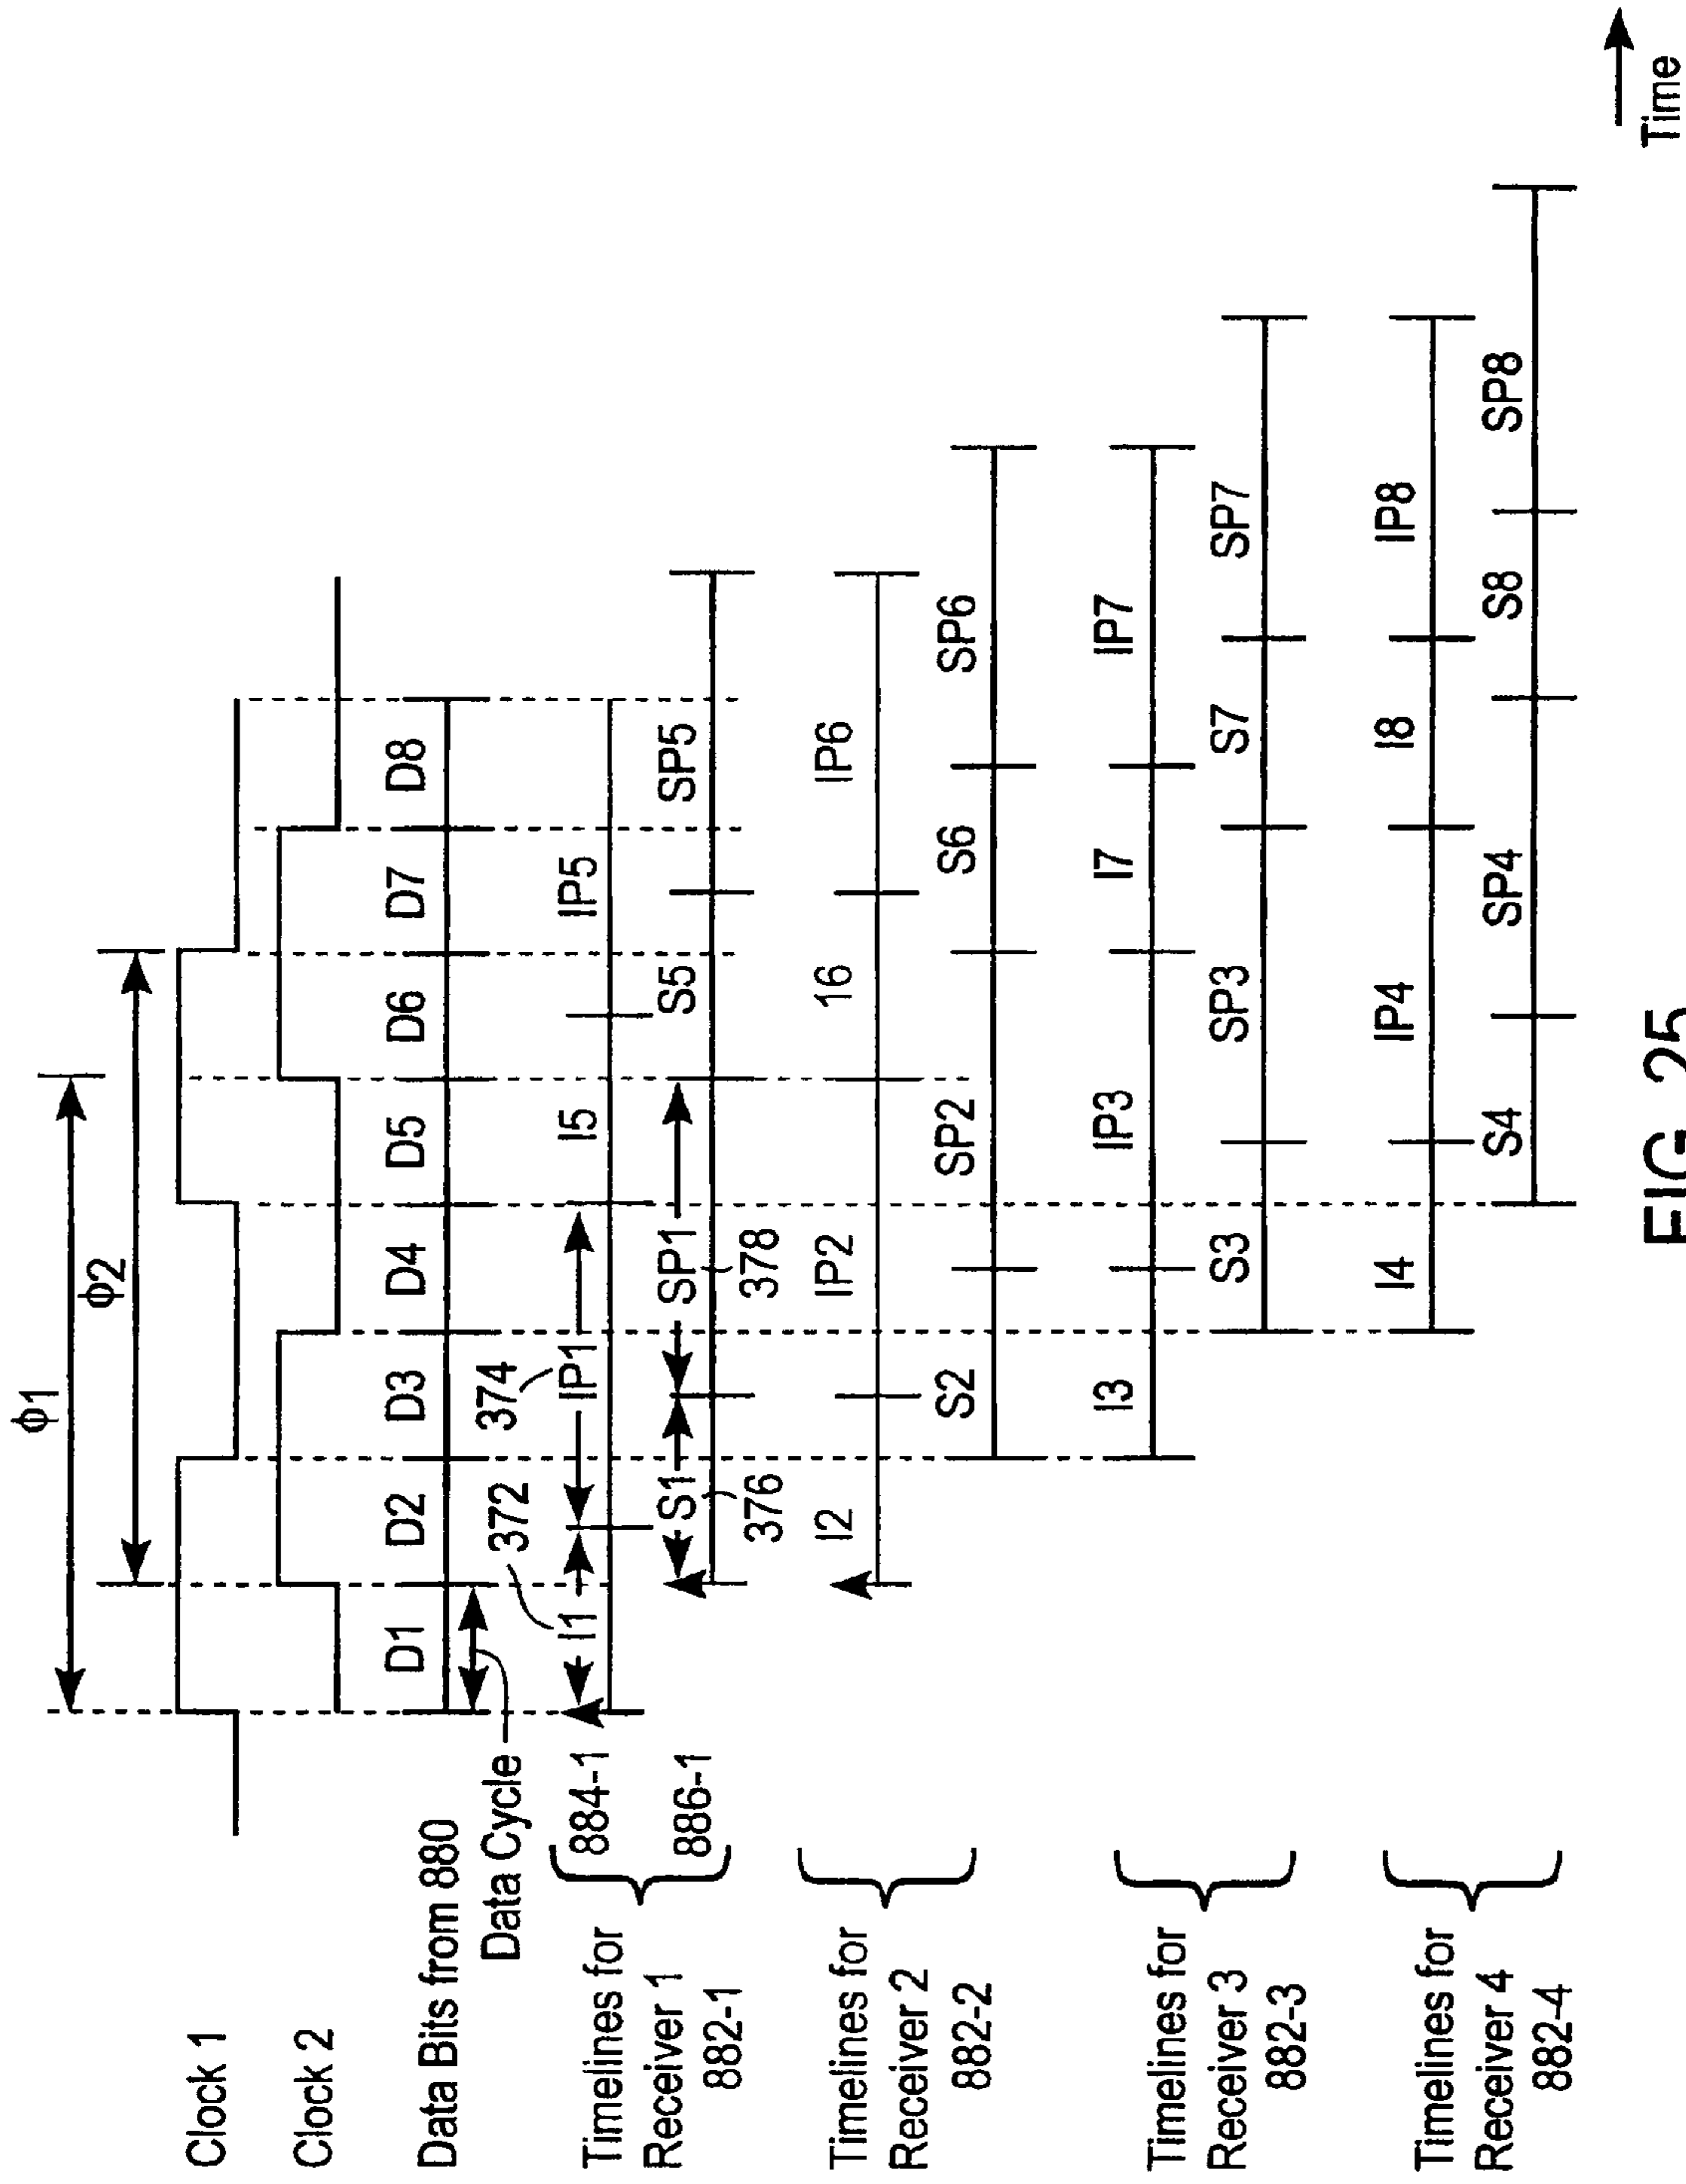 ϕ1
ϕ2
Clock 1
Clock 2
Data Bits from 880
D1 D2 D3 D4 D5 D6 D7 D8
Data Cycle
372 374
Timelines for
Receiver 1
882-1
884-1
I1 IP1 I5 IP5
886-1
S1 SP1 S5 SP5
376 378
Timelines for
Receiver 2
882-2
I2 IP2 16 IP6
S2 SP2 S6 SP6
Timelines for
Receiver 3
882-3
I3 IP3 I7 IP7
S3 SP3 S7 SP7
Timelines for
Receiver 4
882-4
I4 IP4 I8 IP8
S4 SP4 S8 SP8
Time
FIG. 25